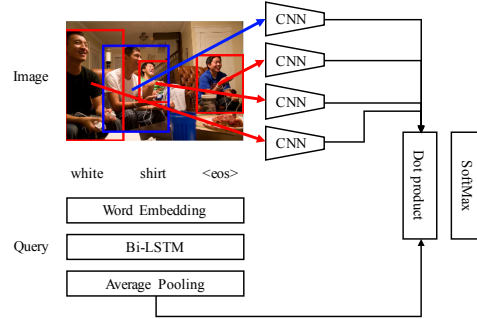 Image
CNN
CNN
CNN
CNN
white shirt <eos>
Word Embedding
Query
Bi-LSTM
Average Pooling
Dot product
SoftMax